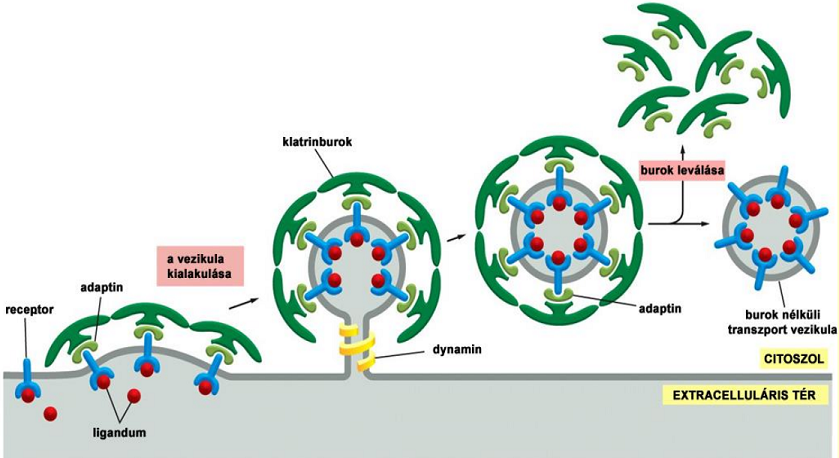 klatrinburok
burok leválása
a vezikula
kialakulása
adaptin
receptor
adaptin
burok nélküli
transzport vezikula
dynamin
CITOSZOL
EXTRACELLULÁRIS TÉR
ligandum